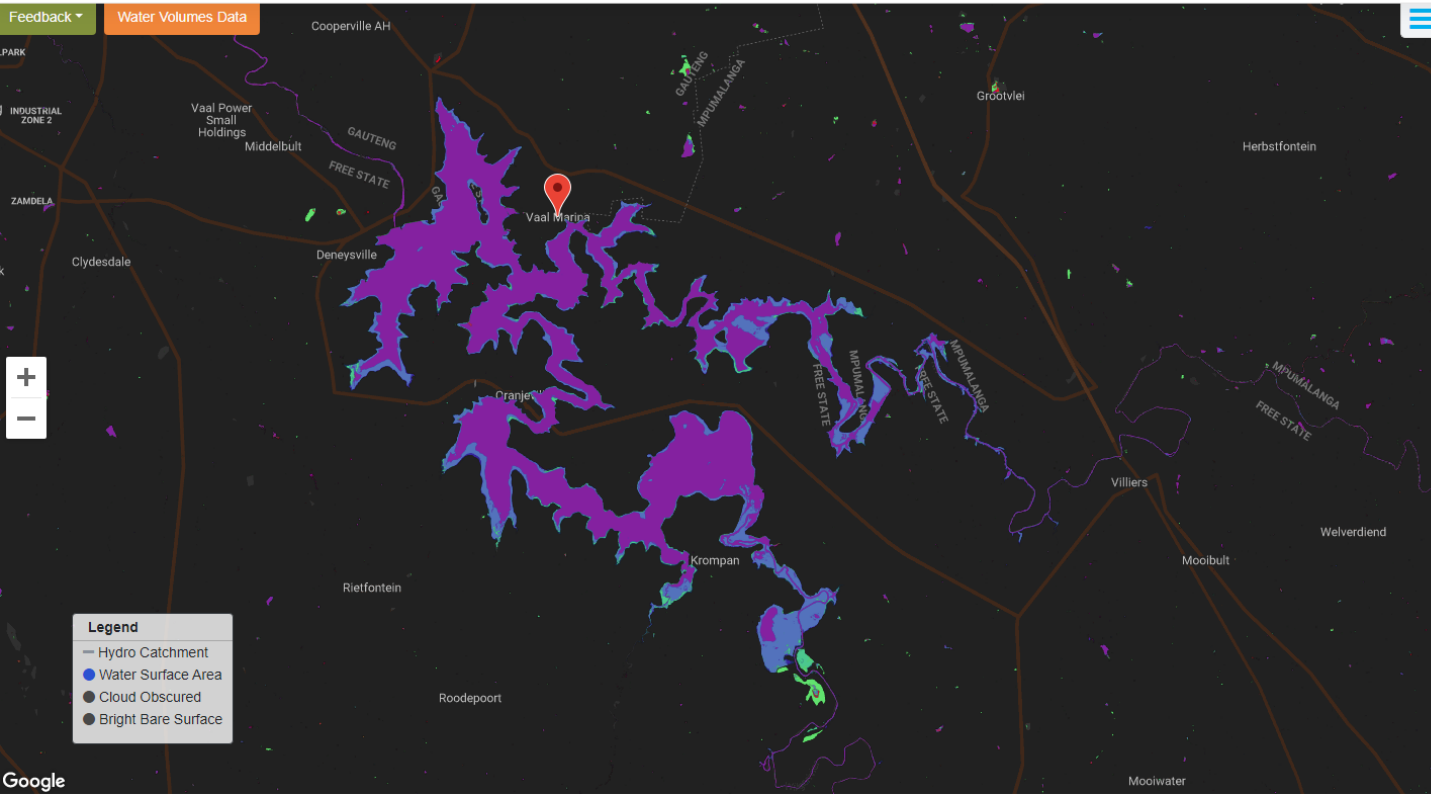 Feedback
Water Volumes Data
Cooperville AH
GAUTENG
MPUMALANGA
Grootvlei
INDUSTRIAL
ZONE 2
Vaal Power
Small
Holdings
Middelbult
GAUTENG
FREE STATE
Herbstfontein
ZAMDELA
Vaal Marina
Deneysville
Clydesdale
MPUMALANGA
FREE STATE
MPUMALANGA
FREE STATE
MPUMALANGA
FREE STATE
+
−
Villiers
Welverdiend
Mooibult
Krompan
Rietfontein
Legend
Hydro Catchment
Water Surface Area
Cloud Obscured
Bright Bare Surface
Roodepoort
Google
Mooiwater